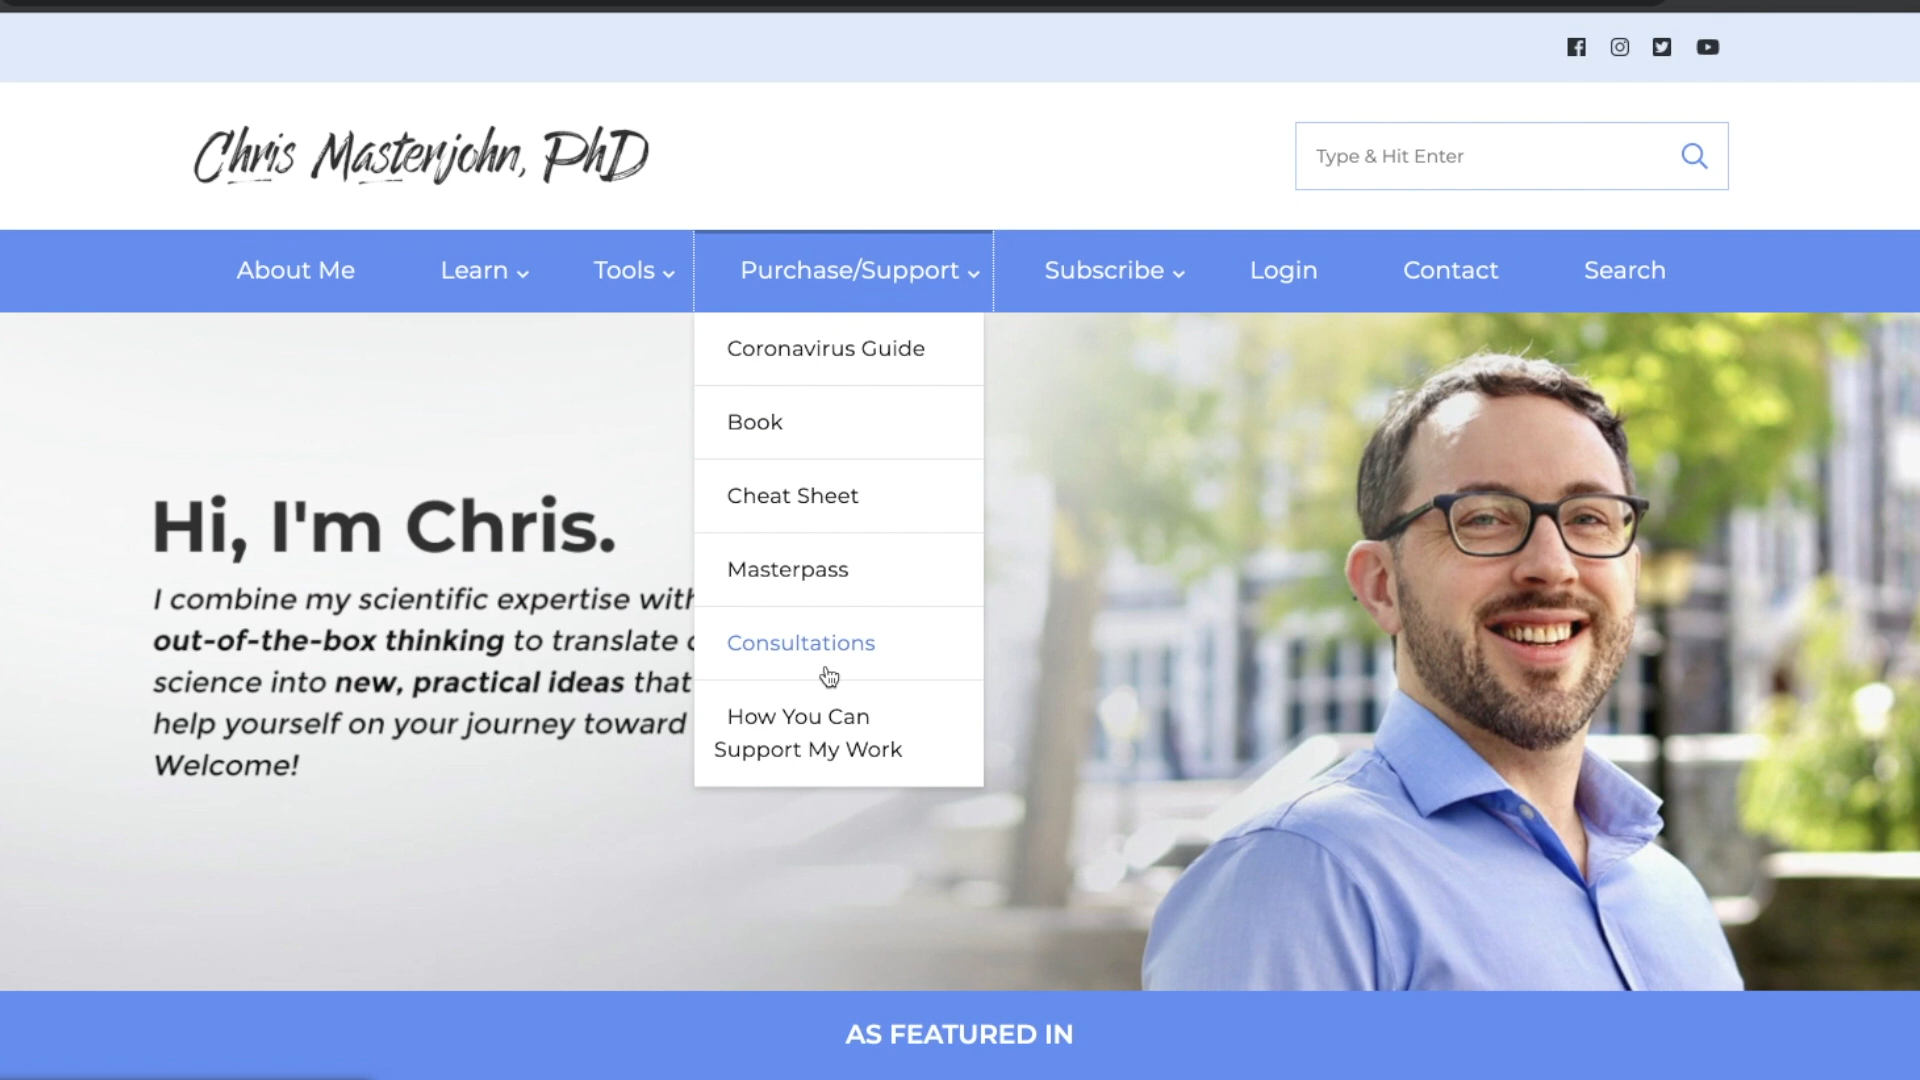 Chris Masterjohn, PhD
Type & Hit Enter
About Me
Learn
Tools
Purchase/Support
Subscribe
Login
Contact
Search
Coronavirus Guide
Book
Cheat Sheet
Masterpass
Consultations
How You Can
Support My Work
Hi, I'm Chris.
I combine my scientific expertise with
out-of-the-box thinking to translate
science into new, practical ideas that
help yourself on your journey toward
Welcome!
AS FEATURED IN